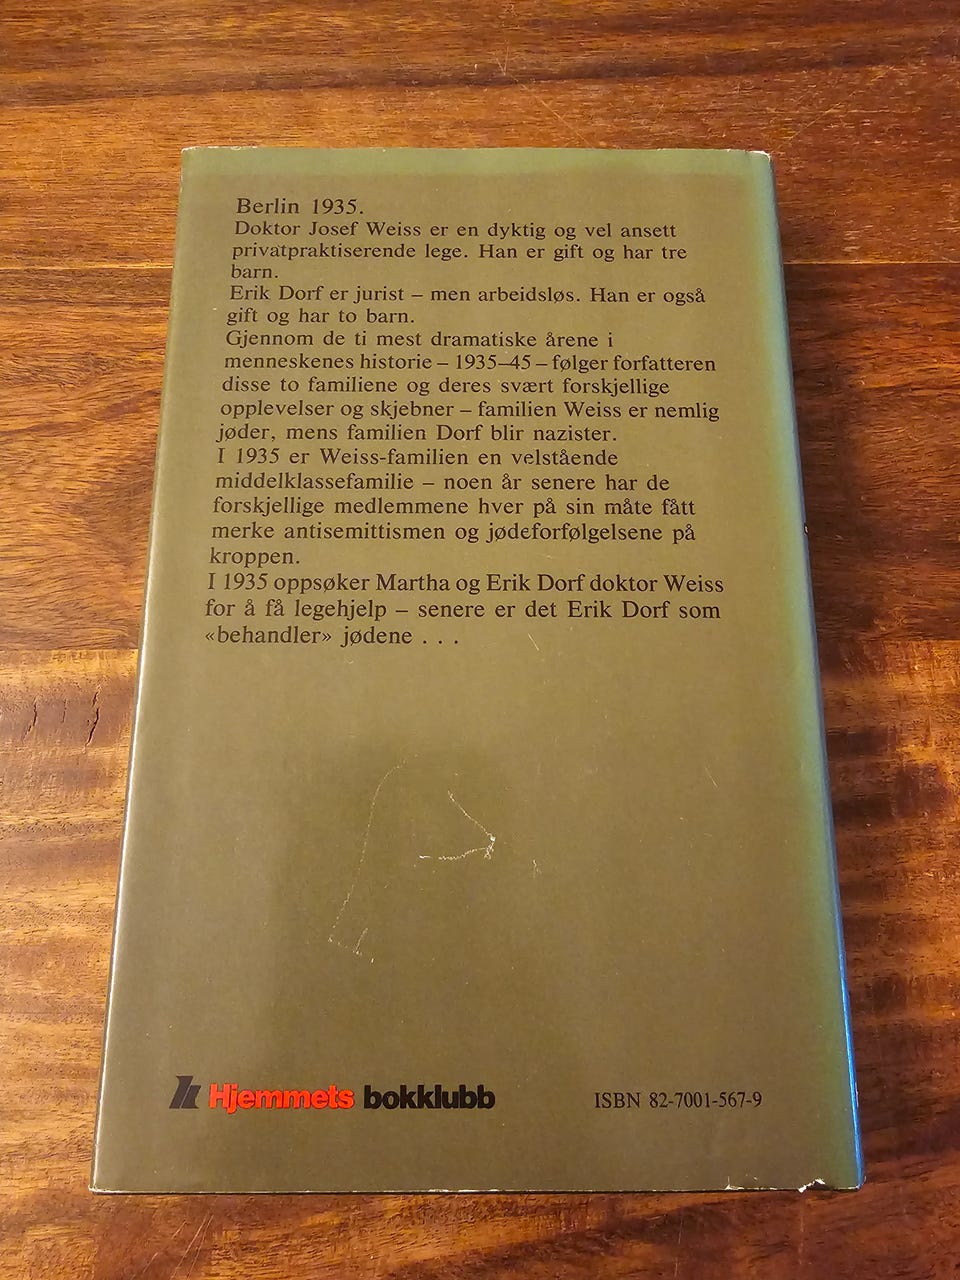 Berlin 1935.
Doktor Josef Weiss er en dyktig og vel ansett
privatpraktiserende lege. Han er gift og har tre
barn.
Erik Dorf er jurist – men arbeidsløs. Han er også
gift og har to barn.
Gjennom de ti mest dramatiske årene i
menneskenes historie – 1935–45 – følger forfatteren
disse to familiene og deres svært forskjellige
opplevelser og skjebner – familien Weiss er nemlig
jøder, mens familien Dorf blir nazister.
I 1935 er Weiss-familien en velstående
middelklassefamilie – noen år senere har de
forskjellige medlemmene hver på sin måte fått
merke antisemittismen og jødeforfølgelsene på
kroppen.
I 1935 oppsøker Martha og Erik Dorf doktor Weiss
for å få legehjelp – senere er det Erik Dorf som
«behandler» jødene . . .
Hjemmets bokklubb
ISBN 82-7001-567-9